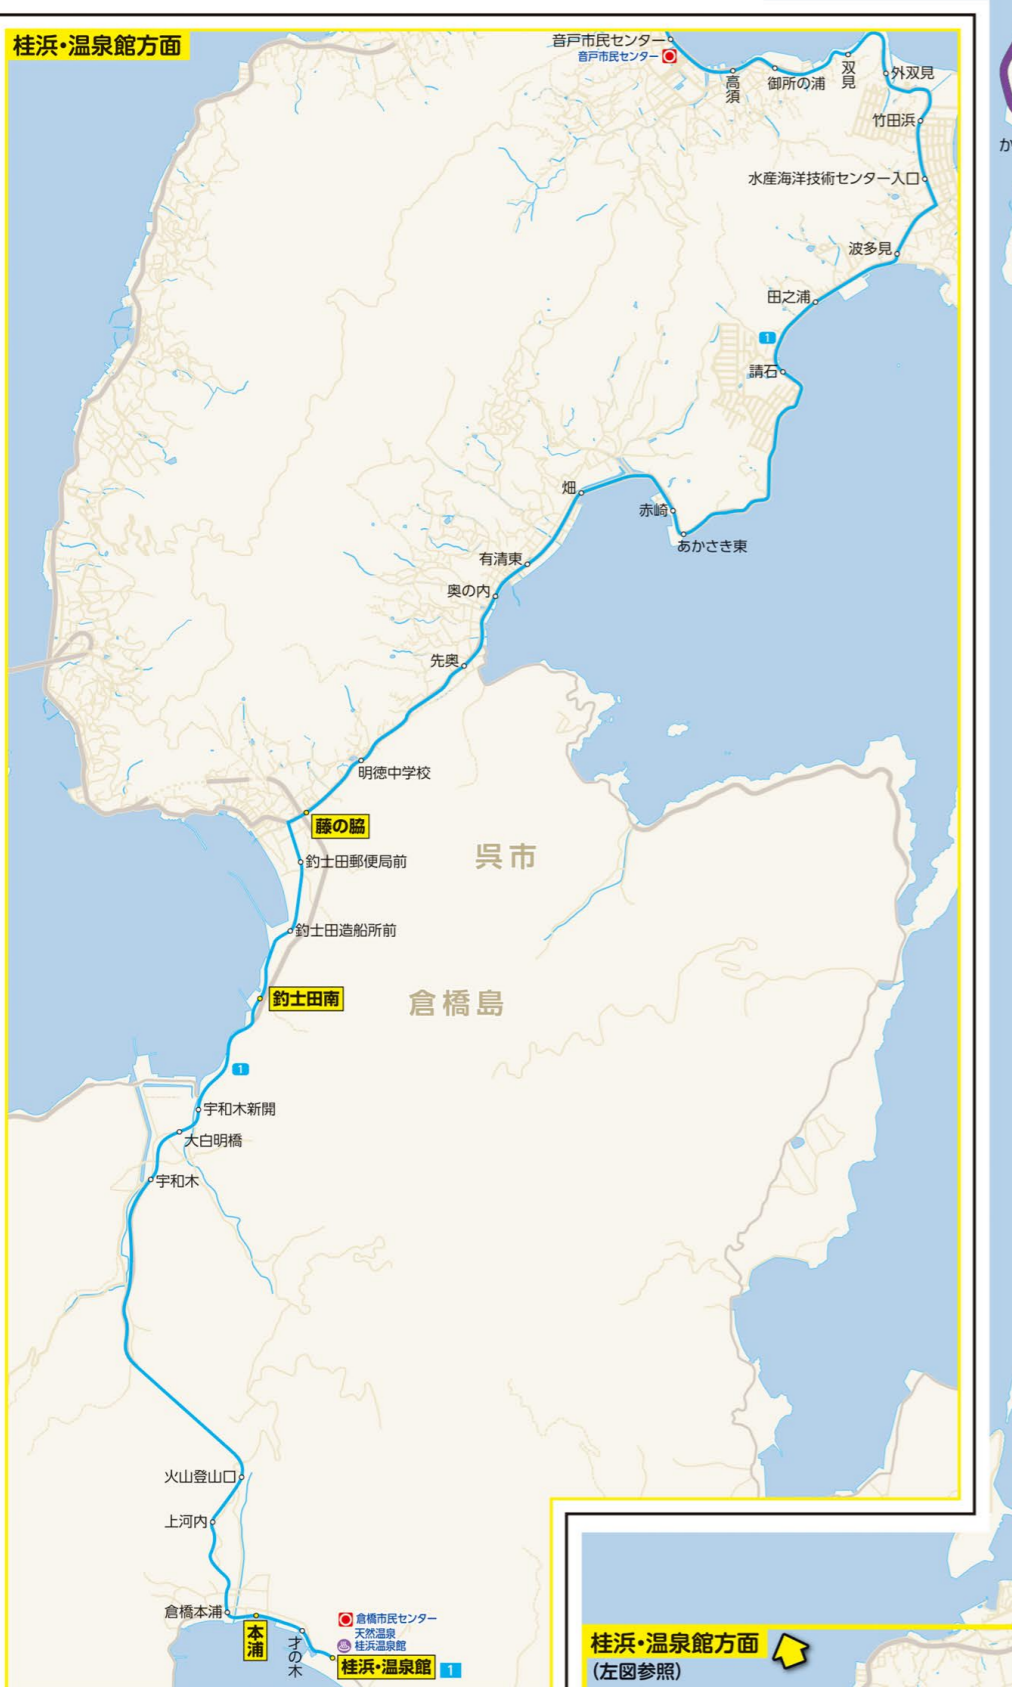 桂浜・温泉館方面
音戸市民センター
音戸市民センター
高須
御所の浦
双見
外双見
竹田浜
水産海洋技術センター入口
波多見
田之浦
1
請石
畑
赤崎
あかさき東
有清東
奥の内
先奥
明徳中学校
藤の脇
釣士田郵便局前
呉市
釣士田造船所前
釣士田南
倉橋島
1
宇和木新開
大白明橋
宇和木
火山登山口
上河内
倉橋本浦
本浦
才の木
倉橋市民センター
天然温泉
桂浜温泉館
桂浜・温泉館
1
桂浜・温泉館方面
(左図参照)
か